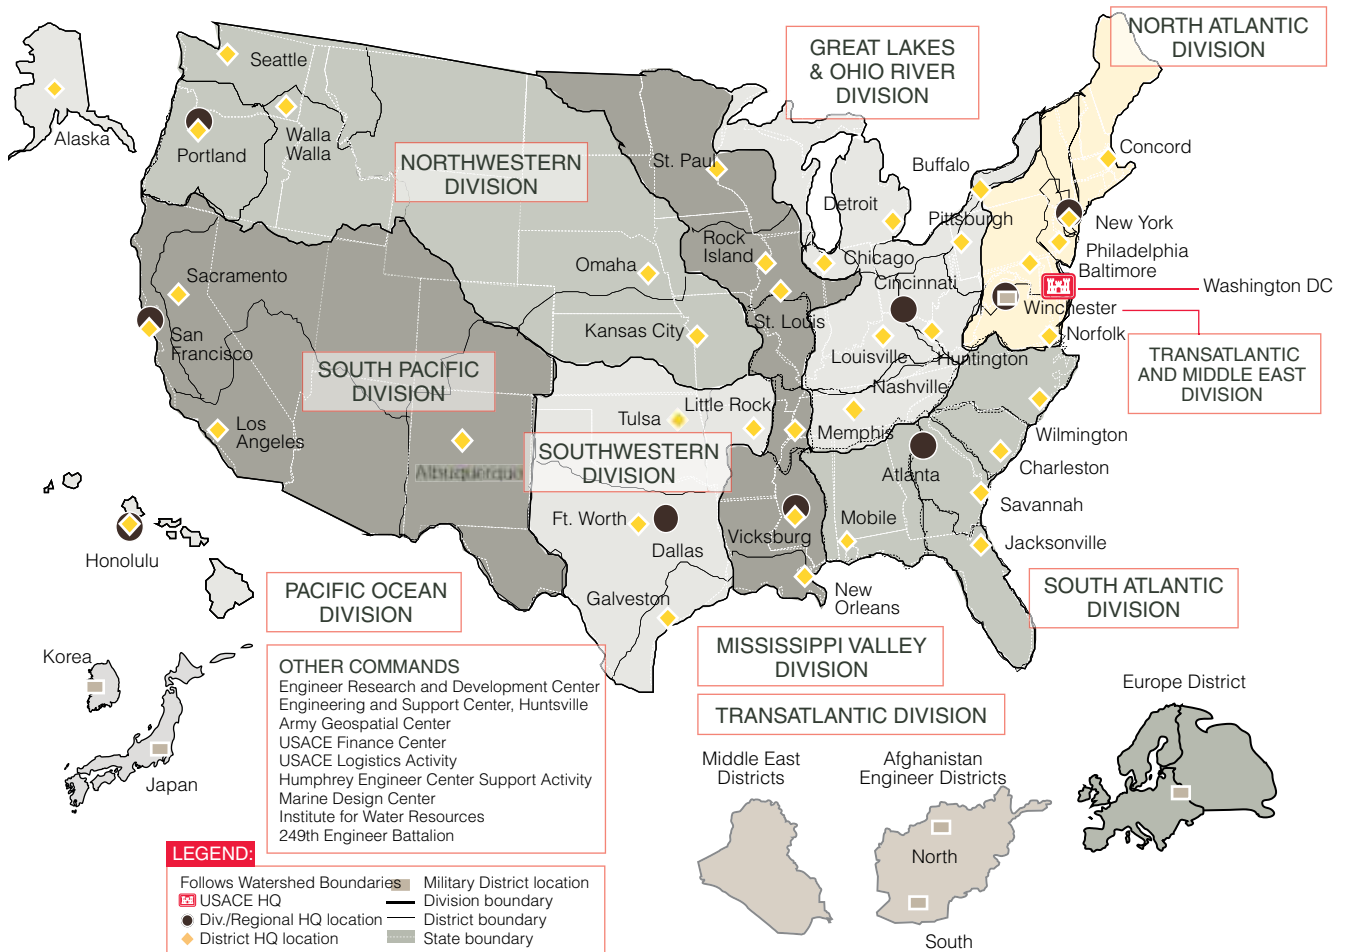 NORTH ATLANTIC
DIVISION
GREAT LAKES
& OHIO RIVER
DIVISION
Seattle
Alaska
Walla
Walla
Portland
NORTHWESTERN
DIVISION
St. Paul
Buffalo
Concord
Detroit
Pittsburgh
New York
Rock
Island
Philadelphia
Omaha
Chicago
Baltimore
Sacramento
Cincinnati
Washington DC
Winchester
St. Louis
Kansas City
San
Francisco
Norfolk
Louisville
Huntington
TRANSATLANTIC
AND MIDDLE EAST
DIVISION
SOUTH PACIFIC
DIVISION
Nashville
Little Rock
Tulsa
Memphis
Los
Angeles
Wilmington
SOUTHWESTERN
DIVISION
Albuquerque
Atlanta
Charleston
Savannah
Ft. Worth
Mobile
Vicksburg
Dallas
Jacksonville
Honolulu
PACIFIC OCEAN
DIVISION
Galveston
New
Orleans
SOUTH ATLANTIC
DIVISION
MISSISSIPPI VALLEY
DIVISION
Korea
Japan
OTHER COMMANDS
Engineer Research and Development Center
Engineering and Support Center, Huntsville
Army Geospatial Center
USACE Finance Center
USACE Logistics Activity
Humphrey Engineer Center Support Activity
Marine Design Center
Institute for Water Resources
249th Engineer Battalion
TRANSATLANTIC DIVISION
Europe District
Middle East
Districts
Afghanistan
Engineer Districts
North
South
LEGEND:
Follows Watershed Boundaries
USACE HQ
Div./Regional HQ location
District HQ location
Military District location
Division boundary
District boundary
State boundary